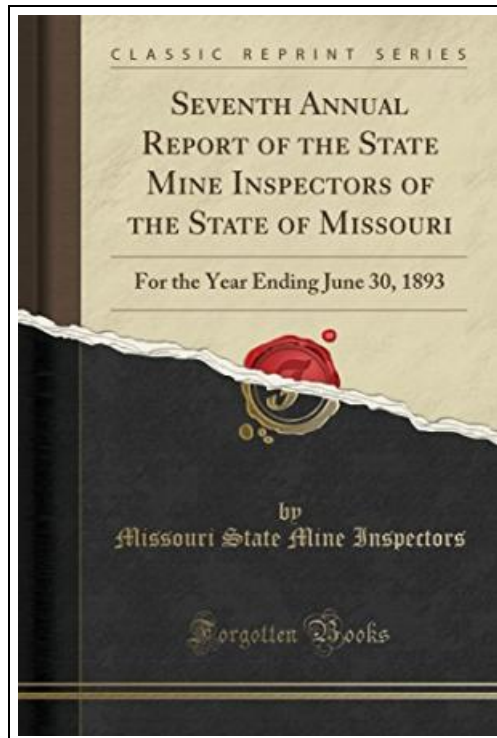 CLASSIC REPRINT SERIES
SEVENTH ANNUAL
REPORT OF THE STATE
MINE INSPECTORS OF
THE STATE OF MISSOURI
For the Year Ending June 30, 1893
F
by
Missouri State Mine Inspectors
Forgotten Books